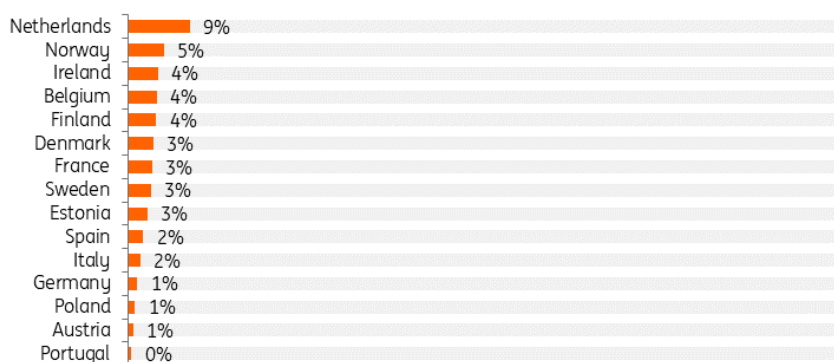 Netherlands 9%
Norway 5%
Ireland 4%
Belgium 4%
Finland 4%
Denmark 3%
France 3%
Sweden 3%
Estonia 3%
Spain 2%
Italy 2%
Germany 1%
Poland 1%
Austria 1%
Portugal 0%